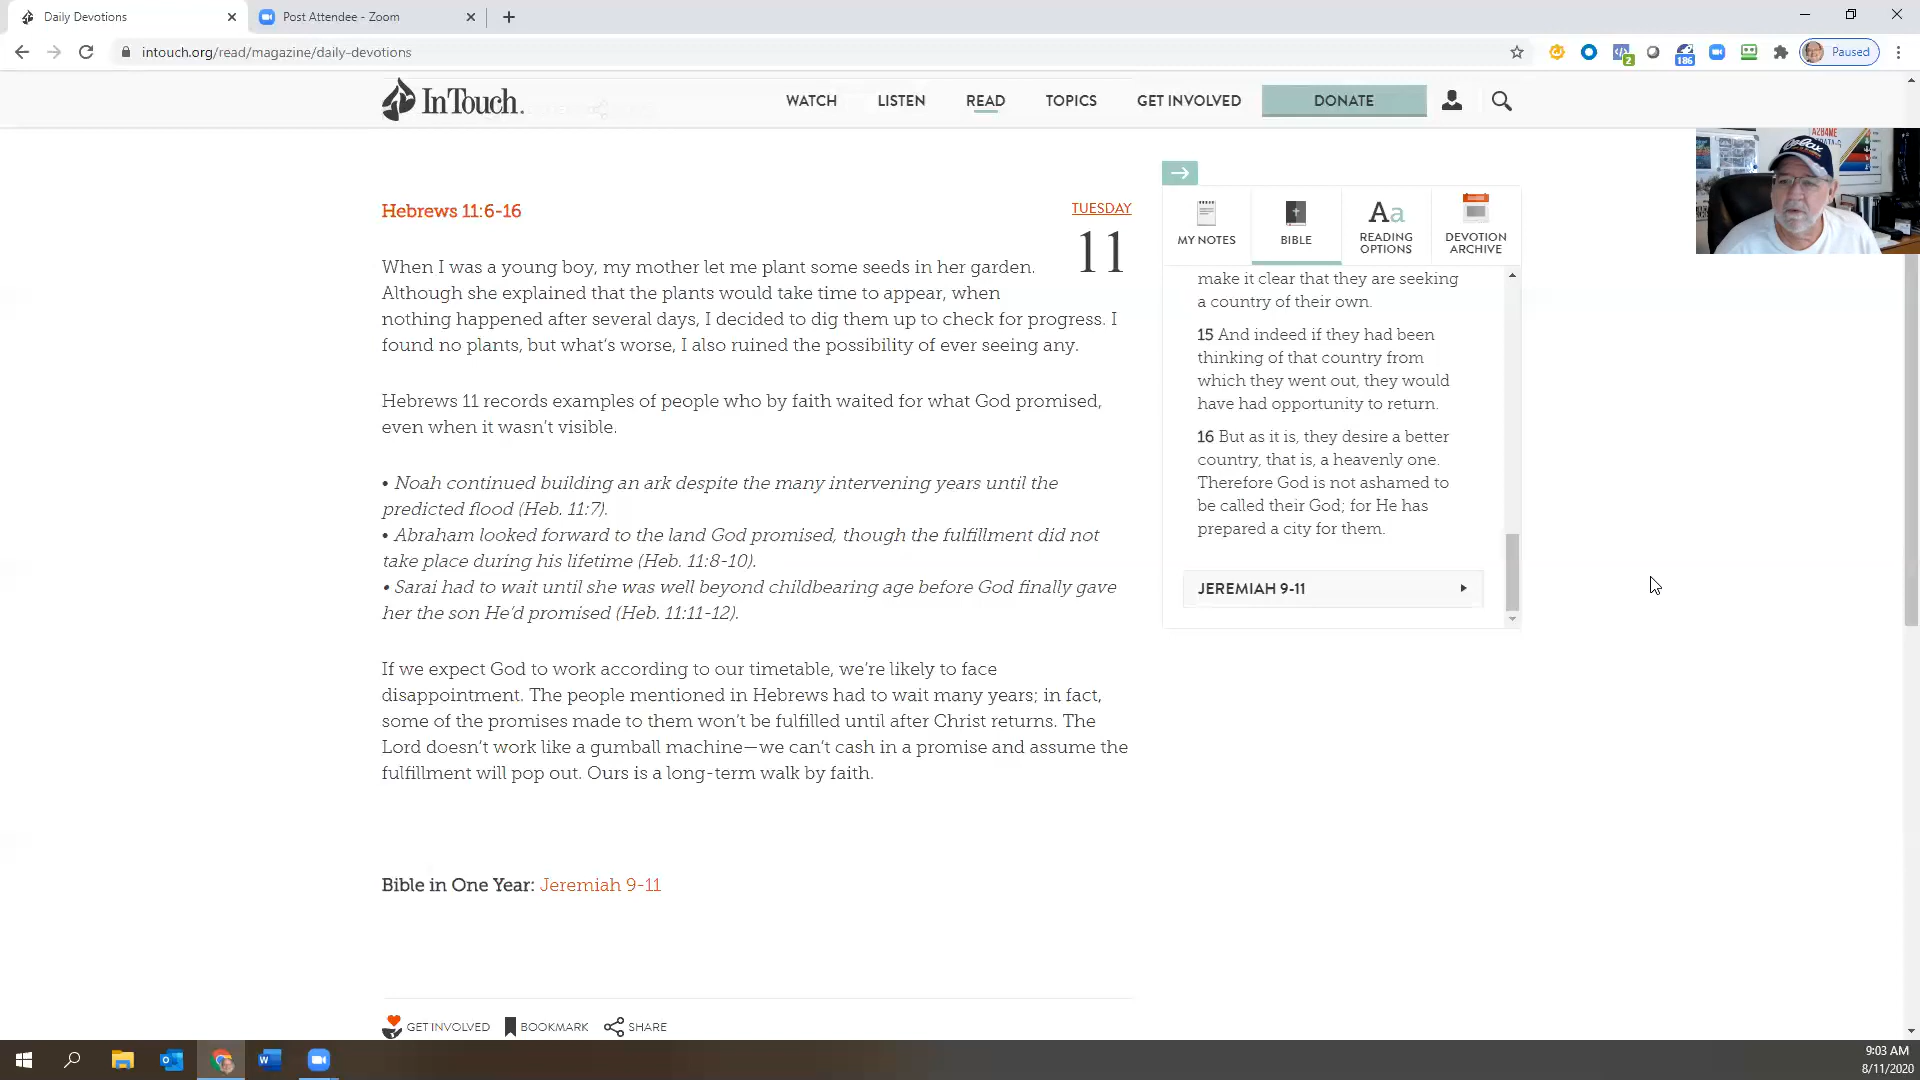 Daily Devotions
Post Attendee - Zoom
intouch.org/read/magazine/daily-devotions
2
186
Paused
InTouch.
WATCH
LISTEN
READ
TOPICS
GET INVOLVED
DONATE
Hebrews 11:6-16
TUESDAY
11
When I was a young boy, my mother let me plant some seeds in her garden.
Although she explained that the plants would take time to appear, when
nothing happened after several days, I decided to dig them up to check for progress. I
found no plants, but what's worse, I also ruined the possibility of ever seeing any.
Hebrews 11 records examples of people who by faith waited for what God promised,
even when it wasn't visible.
• Noah continued building an ark despite the many intervening years until the
predicted flood (Heb. 11:7).
• Abraham looked forward to the land God promised, though the fulfillment did not
take place during his lifetime (Heb. 11:8-10).
• Sarai had to wait until she was well beyond childbearing age before God finally gave
her the son He'd promised (Heb. 11:11-12).
If we expect God to work according to our timetable, we're likely to face
disappointment. The people mentioned in Hebrews had to wait many years; in fact,
some of the promises made to them won't be fulfilled until after Christ returns. The
Lord doesn't work like a gumball machine—we can't cash in a promise and assume the
fulfillment will pop out. Ours is a long-term walk by faith.
Bible in One Year: Jeremiah 9-11
GET INVOLVED
BOOKMARK
SHARE
MY NOTES
BIBLE
Aa
READING
OPTIONS
DEVOTION
ARCHIVE
make it clear that they are seeking
a country of their own.
15 And indeed if they had been
thinking of that country from
which they went out, they would
have had opportunity to return.
16 But as it is, they desire a better
country, that is, a heavenly one.
Therefore God is not ashamed to
be called their God; for He has
prepared a city for them.
JEREMIAH 9-11
9:03 AM
8/11/2020